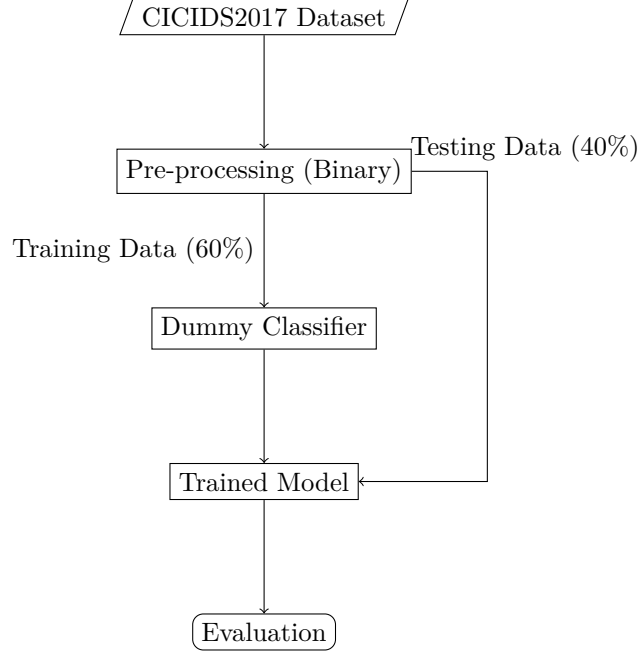 CICIDS2017 Dataset
Testing Data (40%)
Pre-processing (Binary)
Training Data (60%)
Dummy Classifier
Trained Model
Evaluation